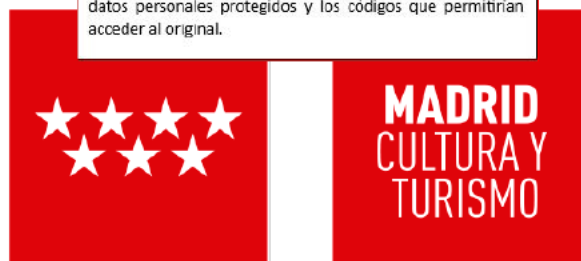 datos personales protegidos y los códigos que permitirían
acceder al original.
MADRID
CULTURA Y
TURISMO